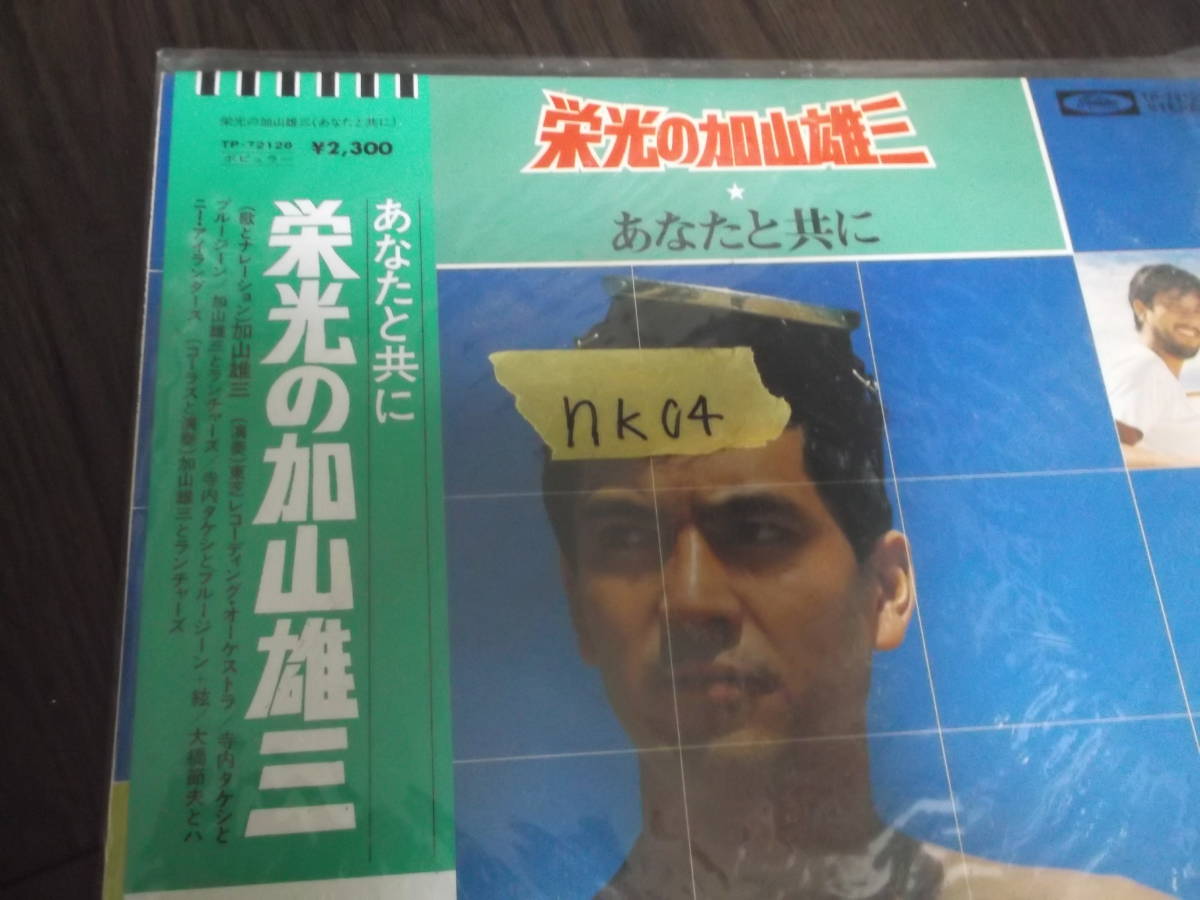 栄光の加山雄三(あなたと共に)
TP-72120
ポピュラー
¥2,300
あなたと共に
栄光の加山雄三
(歌とナレーション)加山雄三 (演奏)東芝レコーディング・オーケストラ/寺内タケシと
ブルージーン/加山雄三とランチャーズ/寺内タケシとブルージーン+絃/大橋節夫とハ
ニー・アイランダース (コーラスと演奏)加山雄三とランチャーズ
栄光の加山雄三
★
あなたと共に
nk04